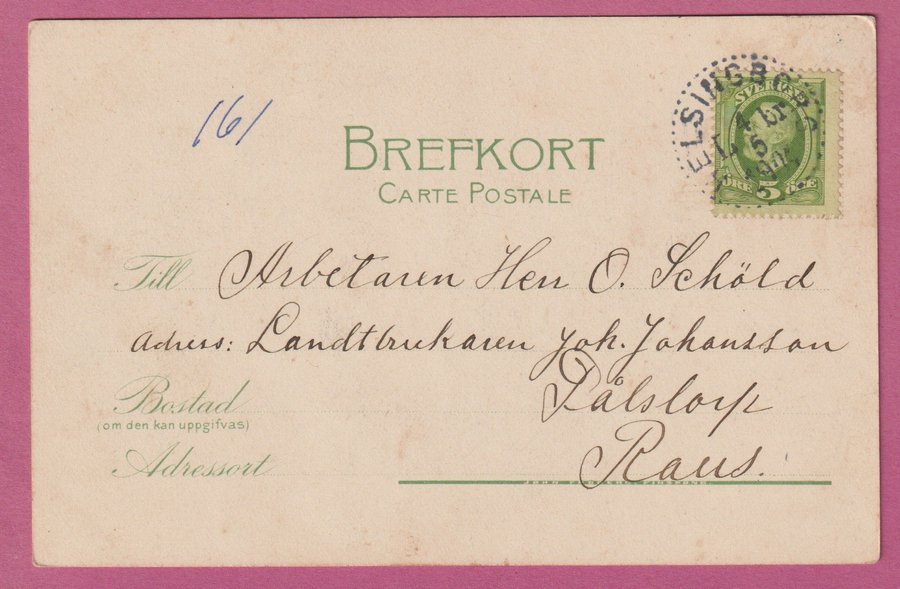 161
BREFKORT
CARTE POSTALE
SVERIGE
ÖRE 5 ÖRE
Till Arbetaren Herr O. Schöld
adress: Landtbrukaren Joh. Johansson
Bostad Pålstorp
(om den kan uppgifvas)
Adressort Raus.